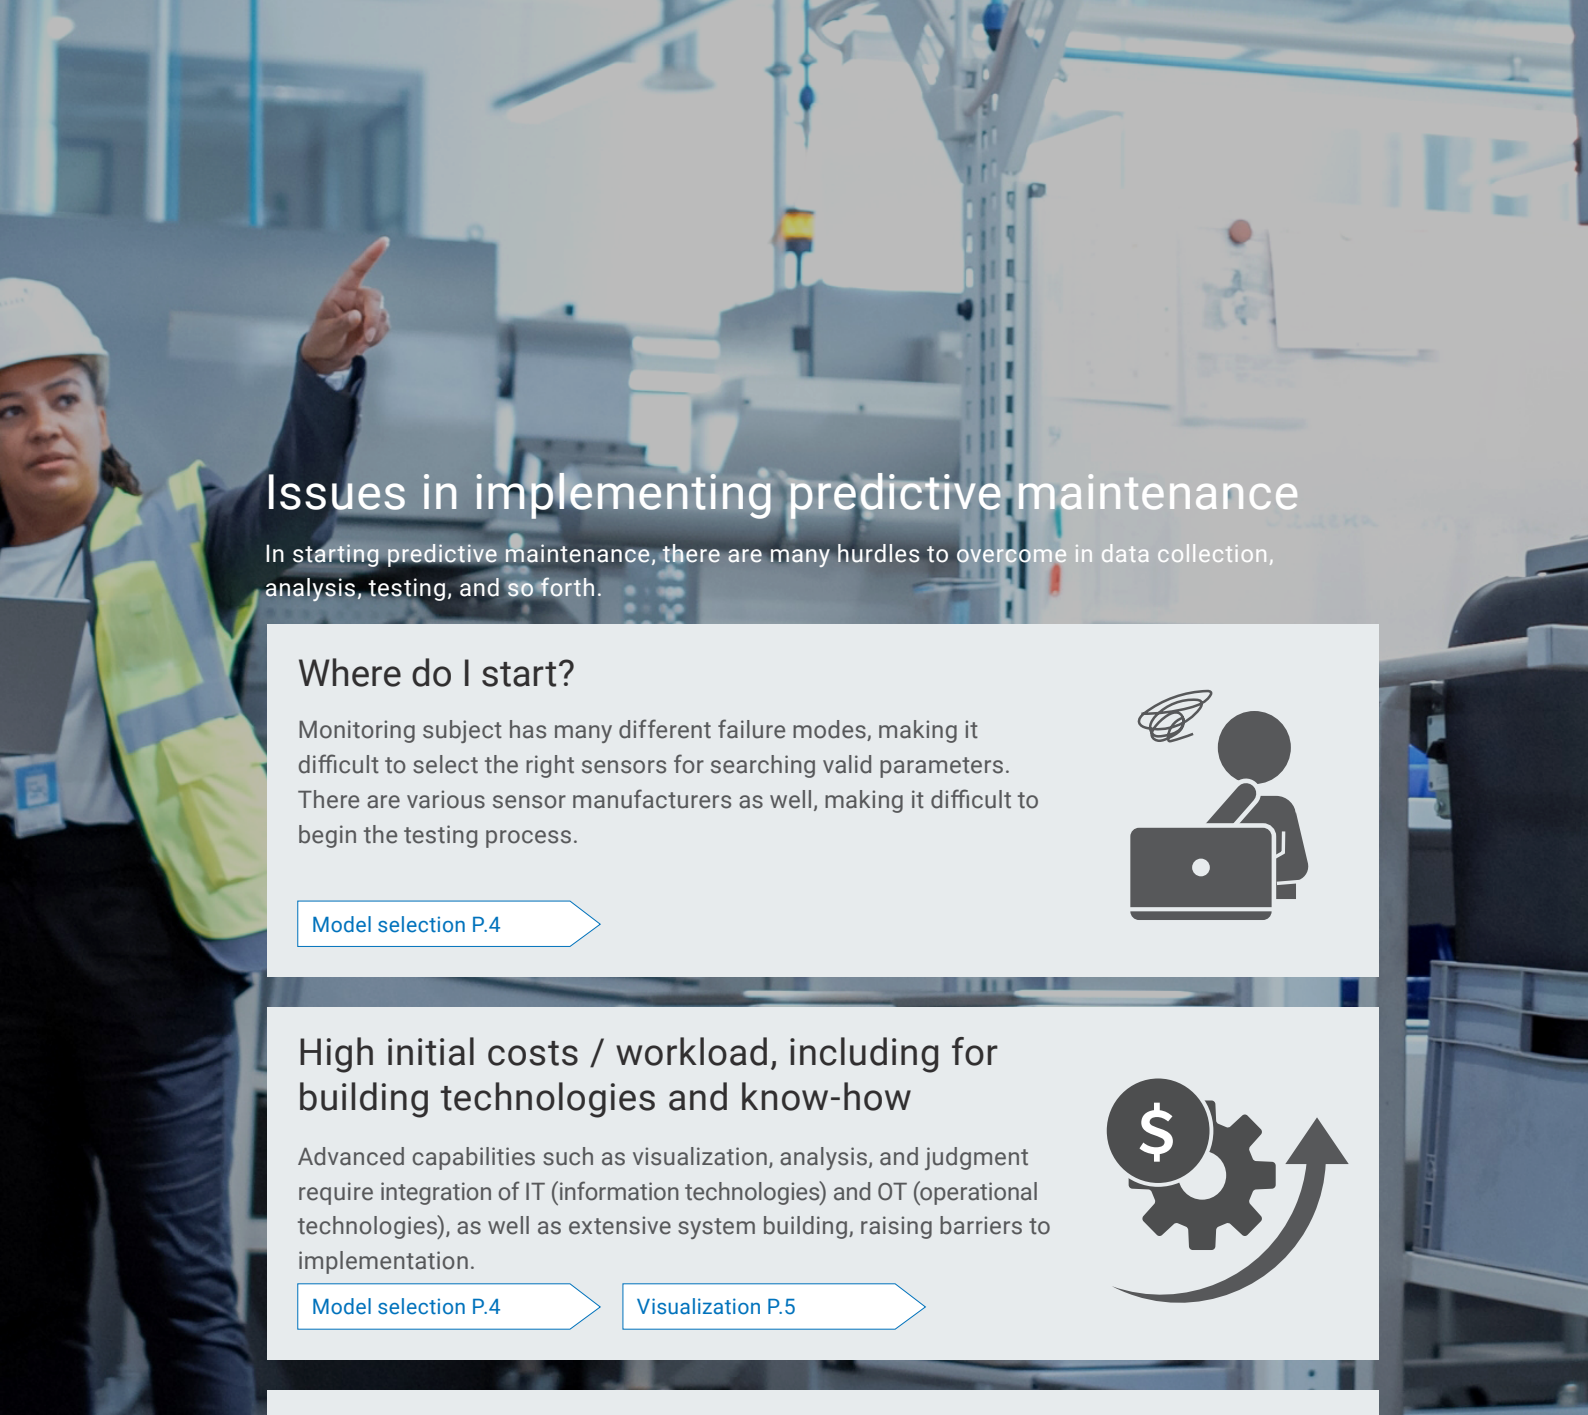 Issues in implementing predictive maintenance
In starting predictive maintenance, there are many hurdles to overcome in data collection,
analysis, testing, and so forth.
Where do I start?
Monitoring subject has many different failure modes, making it
difficult to select the right sensors for searching valid parameters.
There are various sensor manufacturers as well, making it difficult to
begin the testing process.
Model selection P.4
High initial costs / workload, including for
building technologies and know-how
Advanced capabilities such as visualization, analysis, and judgment
require integration of IT (information technologies) and OT (operational
technologies), as well as extensive system building, raising barriers to
implementation.
Model selection P.4
Visualization P.5
$